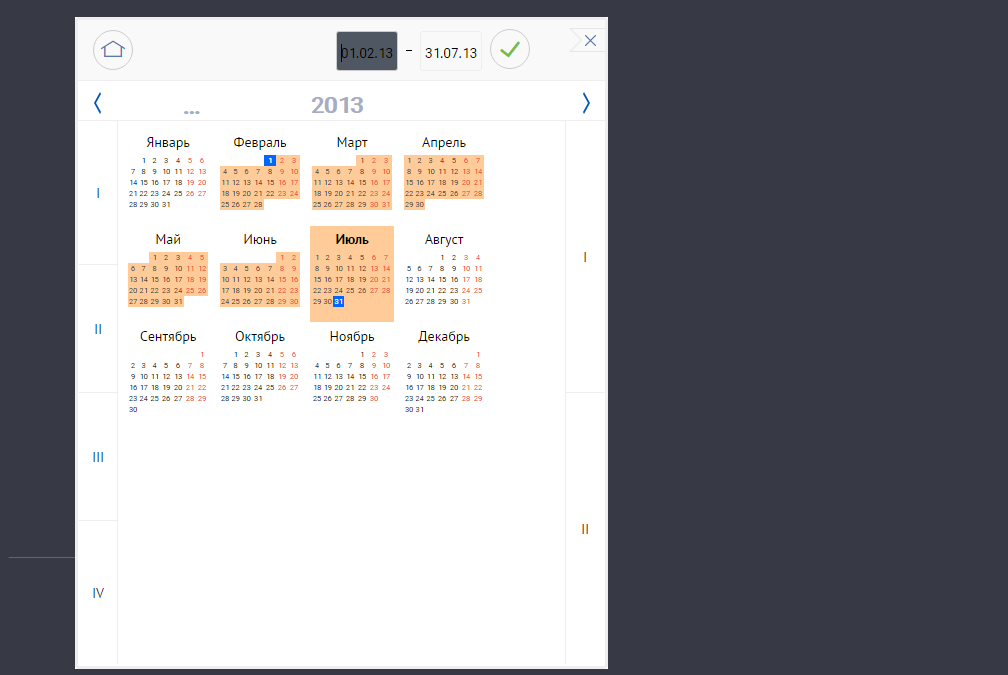 01.02.13 – 31.07.13
... 2013
Январь
1 2 3 4 5 6
7 8 9 10 11 12 13
14 15 16 17 18 19 20
21 22 23 24 25 26 27
28 29 30 31
Февраль
1 2 3
4 5 6 7 8 9 10
11 12 13 14 15 16 17
18 19 20 21 22 23 24
25 26 27 28
Март
1 2 3
4 5 6 7 8 9 10
11 12 13 14 15 16 17
18 19 20 21 22 23 24
25 26 27 28 29 30 31
Апрель
1 2 3 4 5 6 7
8 9 10 11 12 13 14
15 16 17 18 19 20 21
22 23 24 25 26 27 28
29 30
Май
1 2 3 4 5
6 7 8 9 10 11 12
13 14 15 16 17 18 19
20 21 22 23 24 25 26
27 28 29 30 31
Июнь
1 2
3 4 5 6 7 8 9
10 11 12 13 14 15 16
17 18 19 20 21 22 23
24 25 26 27 28 29 30
Июль
1 2 3 4 5 6 7
8 9 10 11 12 13 14
15 16 17 18 19 20 21
22 23 24 25 26 27 28
29 30 31
Август
1 2 3 4
5 6 7 8 9 10 11
12 13 14 15 16 17 18
19 20 21 22 23 24 25
26 27 28 29 30 31
Сентябрь
1
2 3 4 5 6 7 8
9 10 11 12 13 14 15
16 17 18 19 20 21 22
23 24 25 26 27 28 29
30
Октябрь
1 2 3 4 5 6
7 8 9 10 11 12 13
14 15 16 17 18 19 20
21 22 23 24 25 26 27
28 29 30 31
Ноябрь
1 2 3
4 5 6 7 8 9 10
11 12 13 14 15 16 17
18 19 20 21 22 23 24
25 26 27 28 29 30
Декабрь
1
2 3 4 5 6 7 8
9 10 11 12 13 14 15
16 17 18 19 20 21 22
23 24 25 26 27 28 29
30 31
I
II
III
IV
I
II